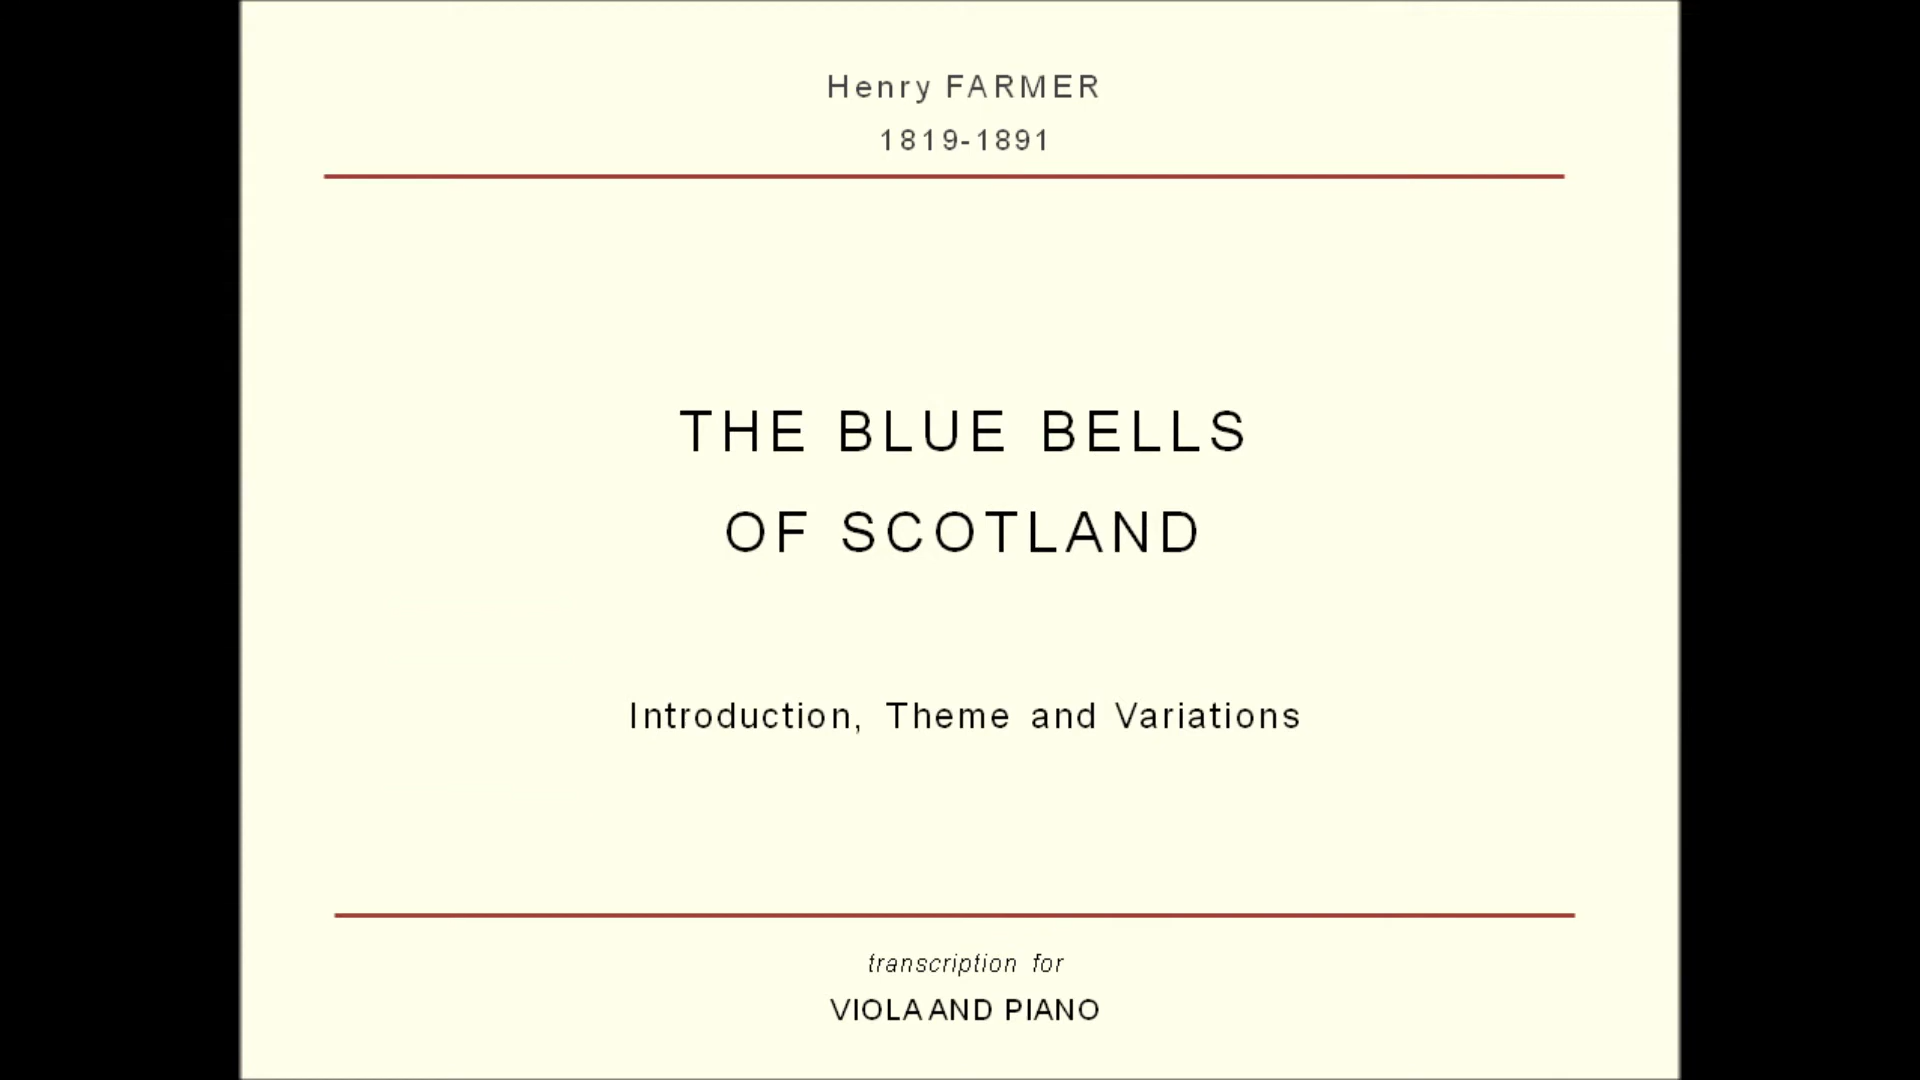 Henry FARMER
1819-1891
THE BLUE BELLS
OF SCOTLAND
Introduction, Theme and Variations
transcription for
VIOLA AND PIANO